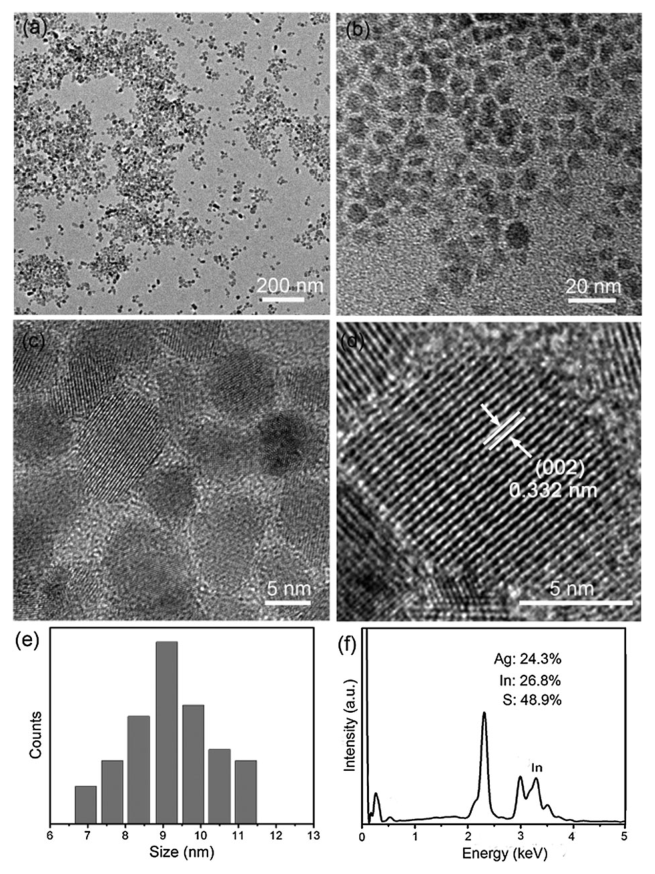 (a)
(b)
200 nm
20 nm
(c)
(d)
(002)
0.332 nm
5 nm
5 nm
(e)
(f)
Ag: 24.3%
In: 26.8%
S: 48.9%
In
Counts
Intensity (a.u.)
6 7 8 9 10 11 12 13
0 1 2 3 4 5
Size (nm)
Energy (keV)